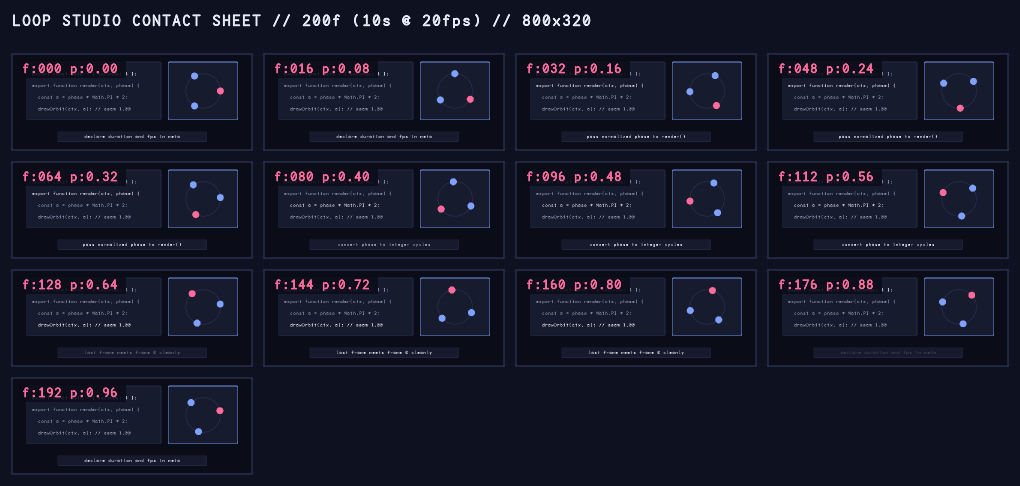 LOOP STUDIO CONTACT SHEET // 200f (10s @ 20fps) // 800x320
f:000 p:0.00
export function render(ctx, phase) {
const a = phase * Math.PI * 2;
drawOrbit(ctx, a); // seam 1.00
declare duration and fps in meta
f:016 p:0.08
export function render(ctx, phase) {
const a = phase * Math.PI * 2;
drawOrbit(ctx, a); // seam 1.00
declare duration and fps in meta
f:032 p:0.16
export function render(ctx, phase) {
const a = phase * Math.PI * 2;
drawOrbit(ctx, a); // seam 1.00
pass normalized phase to render()
f:048 p:0.24
export function render(ctx, phase) {
const a = phase * Math.PI * 2;
drawOrbit(ctx, a); // seam 1.00
pass normalized phase to render()
f:064 p:0.32
export function render(ctx, phase) {
const a = phase * Math.PI * 2;
drawOrbit(ctx, a); // seam 1.00
pass normalized phase to render()
f:080 p:0.40
export function render(ctx, phase) {
const a = phase * Math.PI * 2;
drawOrbit(ctx, a); // seam 1.00
convert phase to integer cycles
f:096 p:0.48
export function render(ctx, phase) {
const a = phase * Math.PI * 2;
drawOrbit(ctx, a); // seam 1.00
convert phase to integer cycles
f:112 p:0.56
export function render(ctx, phase) {
const a = phase * Math.PI * 2;
drawOrbit(ctx, a); // seam 1.00
convert phase to integer cycles
f:128 p:0.64
export function render(ctx, phase) {
const a = phase * Math.PI * 2;
drawOrbit(ctx, a); // seam 1.00
last frame meets frame 0 cleanly
f:144 p:0.72
export function render(ctx, phase) {
const a = phase * Math.PI * 2;
drawOrbit(ctx, a); // seam 1.00
last frame meets frame 0 cleanly
f:160 p:0.80
export function render(ctx, phase) {
const a = phase * Math.PI * 2;
drawOrbit(ctx, a); // seam 1.00
last frame meets frame 0 cleanly
f:176 p:0.88
export function render(ctx, phase) {
const a = phase * Math.PI * 2;
drawOrbit(ctx, a); // seam 1.00
declare duration and fps in meta
f:192 p:0.96
export function render(ctx, phase) {
const a = phase * Math.PI * 2;
drawOrbit(ctx, a); // seam 1.00
declare duration and fps in meta